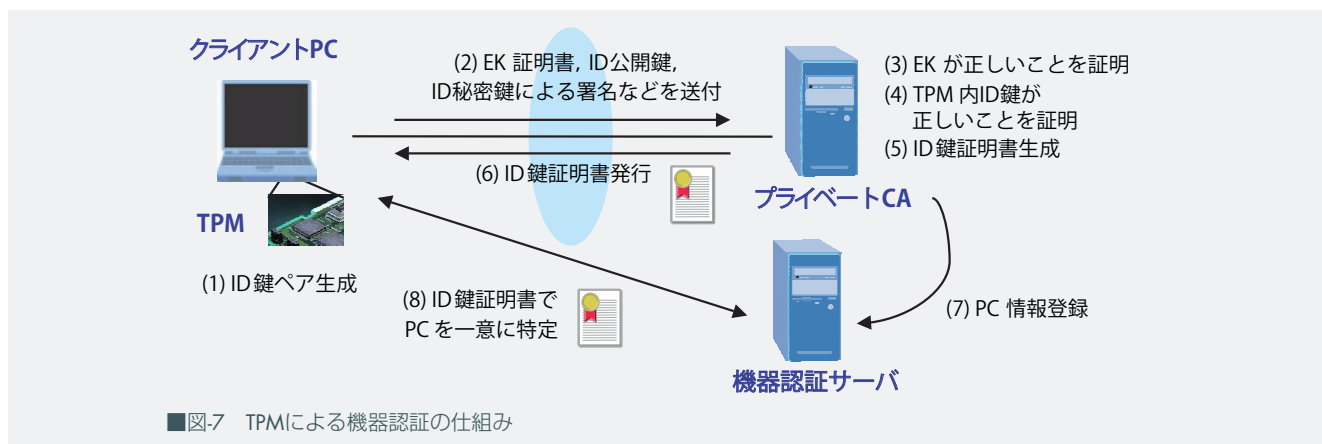 クライアントPC
(2) EK 証明書, ID公開鍵,
ID秘密鍵による署名などを送付
(3) EK が正しいことを証明
(4) TPM 内ID鍵が
正しいことを証明
(5) ID鍵証明書生成
(6) ID鍵証明書発行
プライベートCA
TPM
(1) ID鍵ペア生成
(8) ID鍵証明書で
PCを一意に特定
(7) PC 情報登録
機器認証サーバ
■図-7 TPMによる機器認証の仕組み